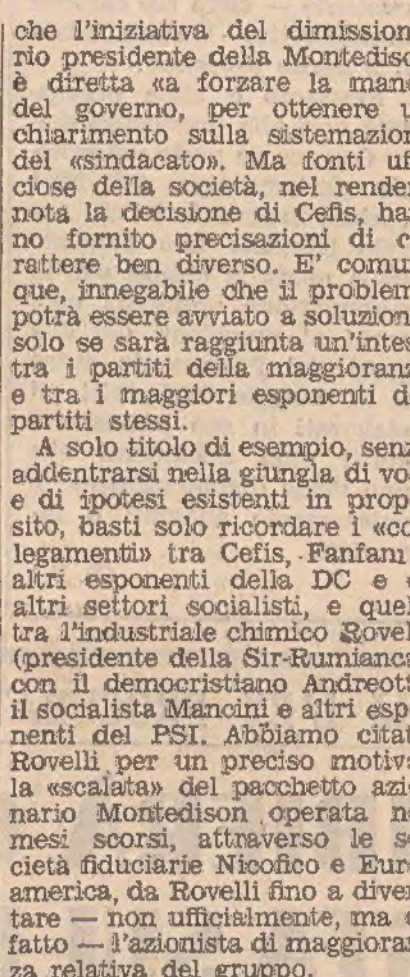 che l'iniziativa del dimission
rio presidente della Montedisc
è diretta «a forzare la mano
del governo, per ottenere u
chiarimento sulla sistemazion
del «sindacato». Ma fonti uf
ciose della società, nel render
nota la decisione di Cefis, ha
no fornito precisazioni di c
rattere ben diverso. E' comu
que, innegabile che il problem
potrà essere avviato a soluzion
solo se sarà raggiunta un'intes
tra i partiti della maggioranz
e tra i maggiori esponenti d
partiti stessi.
A solo titolo di esempio, senz
addentrarsi nella giungla di vo
e di ipotesi esistenti in prop
sito, basti solo ricordare i «co
legamenti» tra Cefis, Fanfani
altri esponenti della DC e
altri settori socialisti, e quel
tra l'industriale chimico Rovel
(presidente della Sir-Rumianca
con il democristiano Andreott
il socialista Mancini e altri esp
nenti del PSI. Abbiamo citat
Rovelli per un preciso motivo
la «scalata» del pacchetto azi
nario Montedison operata ne
mesi scorsi, attraverso le s
cietà fiduciarie Nicofico e Eur
america, da Rovelli fino a diven
tare — non ufficialmente, ma
fatto — l'azionista di maggioran
za relativa del gruppo.